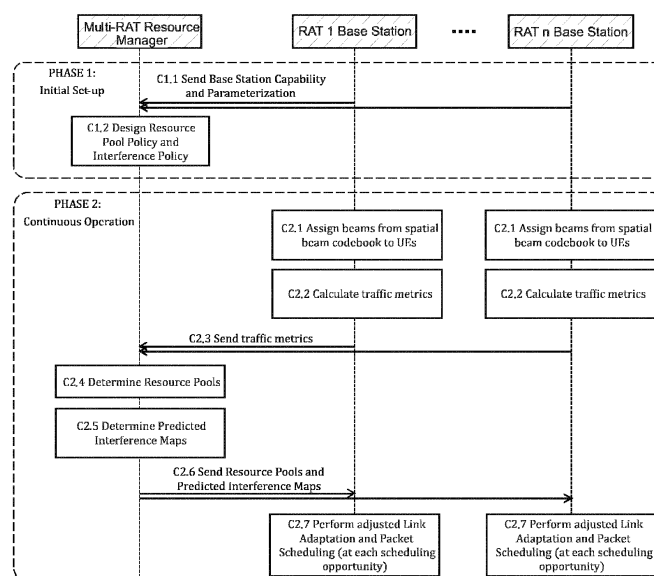 Multi-RAT Resource
Manager
RAT 1 Base Station
....
RAT n Base Station
PHASE 1:
Initial Set-up
C1.1 Send Base Station Capability
and Parameterization
C1.2 Design Resource
Pool Policy and
Interference Policy
PHASE 2:
Continuous Operation
C2.1 Assign beams from spatial
beam codebook to UEs
C2.1 Assign beams from spatial
beam codebook to UEs
C2.2 Calculate traffic metrics
C2.2 Calculate traffic metrics
C2.3 Send traffic metrics
C2.4 Determine Resource Pools
C2.5 Determine Predicted
Interference Maps
C2.6 Send Resource Pools and
Predicted Interference Maps
C2.7 Perform adjusted Link
Adaptation and Packet
Scheduling (at each scheduling
opportunity)
C2.7 Perform adjusted Link
Adaptation and Packet
Scheduling (at each scheduling
opportunity)